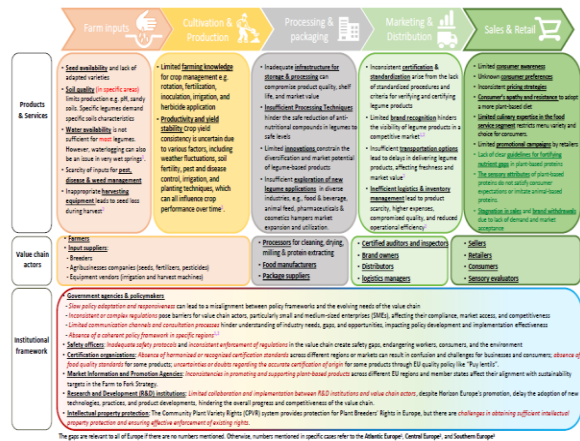 Farm inputs
Cultivation & Production
Processing & packaging
Marketing & Distribution
Sales & Retail
Products & Services
• Seed availability and lack of
adapted varieties
• Soil quality (in specific areas)
limits production e.g. pH, sandy
soils. Specific legumes demand
specific soils characteristics
• Water availability is not
sufficient for most legumes.
However, waterlogging can also
be an issue in very wet springs
• Scarcity of inputs for pest,
disease & weed management
• Inappropriate harvesting
equipment leads to seed loss
during harvest
• Limited farming knowledge
for crop management e.g.
rotation, fertilization,
inoculation, irrigation, and
herbicide application
• Productivity and yield
stability Crop yield
consistency is uncertain due
to various factors, including
weather fluctuations, soil
fertility, pest and disease
control, irrigation, and
planting techniques, which
can all influence crop
performance over time
• Inadequate infrastructure for
storage & processing can
compromise product quality, shelf
life, and market value
• Insufficient Processing Techniques
hinder the safe reduction of anti-
nutritional compounds in legumes to
safe levels
• Limited innovations constrain the
diversification and market potential
of legume-based products
• Insufficient exploration of new
legume applications in diverse
industries, e.g., food & beverage,
animal feed, pharmaceuticals &
cosmetics hampers market
expansion and utilization.
• Inconsistent certification &
standardization arise from the lack
of standardized procedures and
criteria for verifying and certifying
legume products
• Limited brand recognition hinders
the visibility of legume products in a
competitive market
• Insufficient transportation options
lead to delays in delivering legume
products, affecting freshness and
market value
• Inefficient logistics & inventory
management lead to product
scarcity, higher expenses,
compromised quality, and reduced
operational efficiency
• Limited consumer awareness
• Unknown consumer preferences
• Inconsistent pricing strategies
• Consumer's apathy and resistance to adopt
a more plant-based diet
• Limited culinary expertise in the food
service segment restricts menu variety and
choice for consumers.
• Limited promotional campaigns by retailers
• Lack of clear guidelines for fortifying
nutrient gaps in plant-based proteins
• The sensory attributes of plant-based
proteins do not satisfy consumer
expectations or imitate animal-based
proteins.
• Stagnation in sales and brand withdrawals
due to lack of demand and market
acceptance
Value chain actors
• Farmers
• Input suppliers:
- Breeders
- Agribusinesses companies (seeds, fertilizers, pesticides)
- Equipment vendors (irrigation and harvest machines)
• Processors for cleaning, drying,
milling & protein extracting
• Food manufacturers
• Package suppliers
• Certified auditors and inspectors
• Brand owners
• Distributors
• logistics managers
• Sellers
• Retailers
• Consumers
• Sensory evaluators
Institutional framework
• Government agencies & policymakers
- Slow policy adaptation and responsiveness can lead to a misalignment between policy frameworks and the evolving needs of the value chain
- Inconsistent or complex regulations pose barriers for value chain actors, particularly small and medium-sized enterprises (SMEs), affecting their compliance, market access, and competitiveness
- Limited communication channels and consultation processes hinder understanding of industry needs, gaps, and opportunities, impacting policy development and implementation effectiveness
- Absence of a coherent policy framework in specific regions
• Safety officers: Inadequate safety protocols and inconsistent enforcement of regulations in the value chain create safety gaps, endangering workers, consumers, and the environment
• Certification organizations: Absence of harmonized or recognized certification standards across different regions or markets can result in confusion and challenges for businesses and consumers; absence of
food quality standards for some products; uncertainties or doubts regarding the accurate certification of origin for some products through EU quality policy like "Puy lentils".
• Market Information and Promotion Agencies: Inconsistencies in promoting and supporting plant-based products across different EU regions and member states affect their alignment with sustainability
targets in the Farm to Fork Strategy.
• Research and Development (R&D) institutions: Limited collaboration and implementation between R&D institutions and value chain actors, despite Horizon Europe's promotion, delay the adoption of new
technologies, practices, and product developments, hindering the overall progress and competitiveness of the value chain.
• Intellectual property protection: The Community Plant Variety Rights (CPVR) system provides protection for Plant Breeders' Rights in Europe, but there are challenges in obtaining sufficient intellectual
property protection and ensuring effective enforcement of existing rights.
The gaps are relevant to all of Europe if there are no numbers mentioned. Otherwise, numbers mentioned in specific cases refer to the Atlantic Europe¹, Central Europe², and Southern Europe³